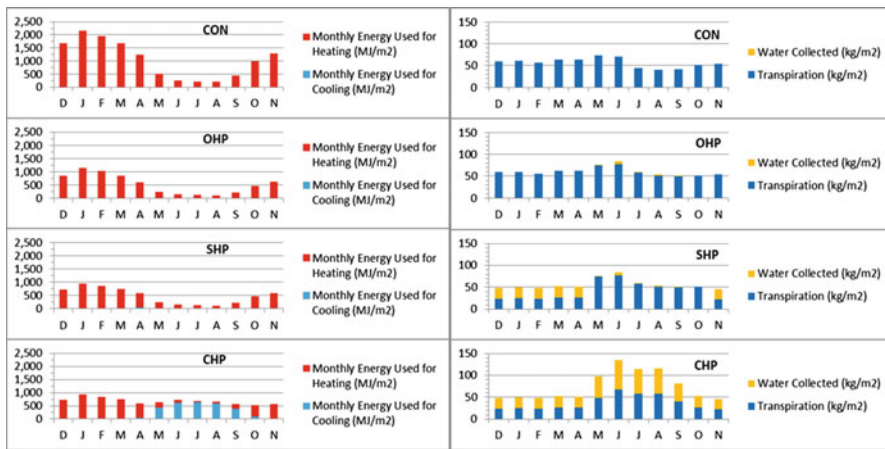 2,500
2,000
1,500
1,000
500
0
CON
D J F M A M J J A S O N
Monthly Energy Used for
Heating (MJ/m2)
Monthly Energy Used for
Cooling (MJ/m2)
150
100
50
0
CON
D J F M A M J J A S O N
Water Collected (kg/m2)
Transpiration (kg/m2)
2,500
2,000
1,500
1,000
500
0
OHP
D J F M A M J J A S O N
Monthly Energy Used for
Heating (MJ/m2)
Monthly Energy Used for
Cooling (MJ/m2)
150
100
50
0
OHP
D J F M A M J J A S O N
Water Collected (kg/m2)
Transpiration (kg/m2)
2,500
2,000
1,500
1,000
500
0
SHP
D J F M A M J J A S O N
Monthly Energy Used for
Heating (MJ/m2)
Monthly Energy Used for
Cooling (MJ/m2)
150
100
50
0
SHP
D J F M A M J J A S O N
Water Collected (kg/m2)
Transpiration (kg/m2)
2,500
2,000
1,500
1,000
500
0
CHP
D J F M A M J J A S O N
Monthly Energy Used for
Heating (MJ/m2)
Monthly Energy Used for
Cooling (MJ/m2)
150
100
50
0
CHP
D J F M A M J J A S O N
Water Collected (kg/m2)
Transpiration (kg/m2)